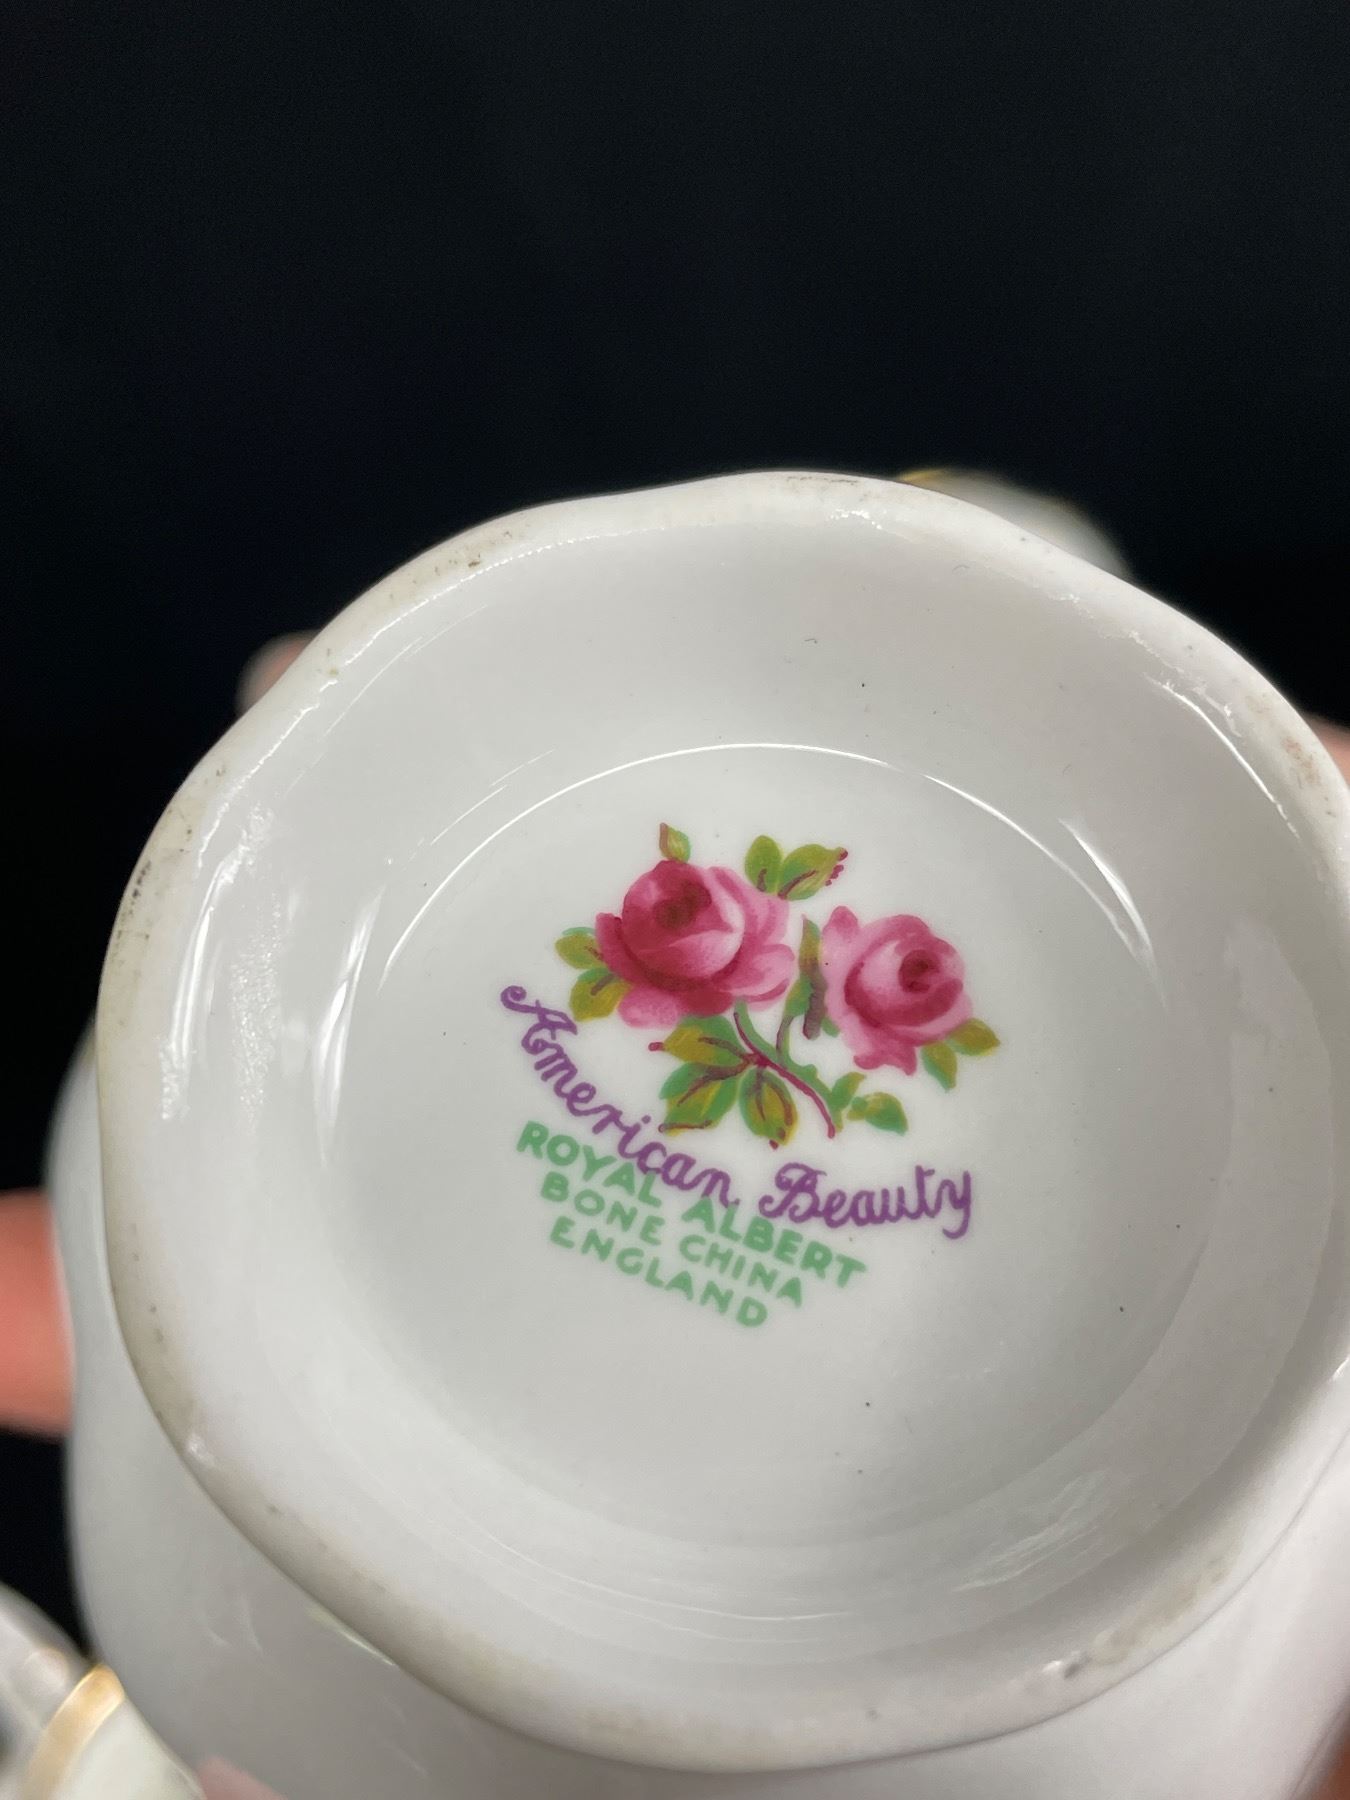 American Beauty
ROYAL ALBERT
BONE CHINA
ENGLAND